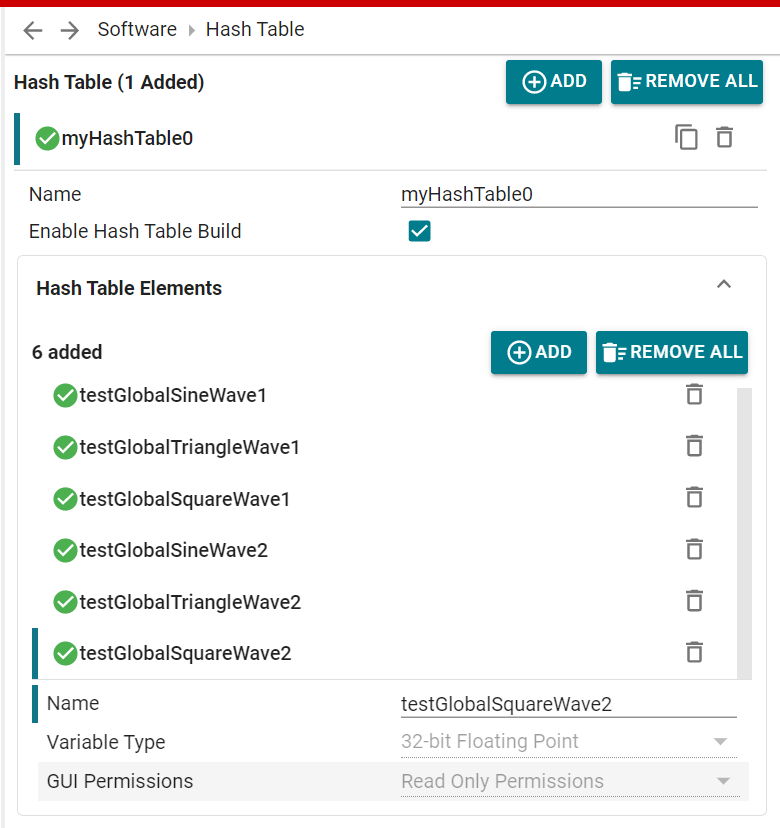 Software Hash Table
Hash Table (1 Added) ADD REMOVE ALL
myHashTable0
Name myHashTable0
Enable Hash Table Build
Hash Table Elements
6 added ADD REMOVE ALL
testGlobalSineWave1
testGlobalTriangleWave1
testGlobalSquareWave1
testGlobalSineWave2
testGlobalTriangleWave2
testGlobalSquareWave2
Name testGlobalSquareWave2
Variable Type 32-bit Floating Point
GUI Permissions Read Only Permissions